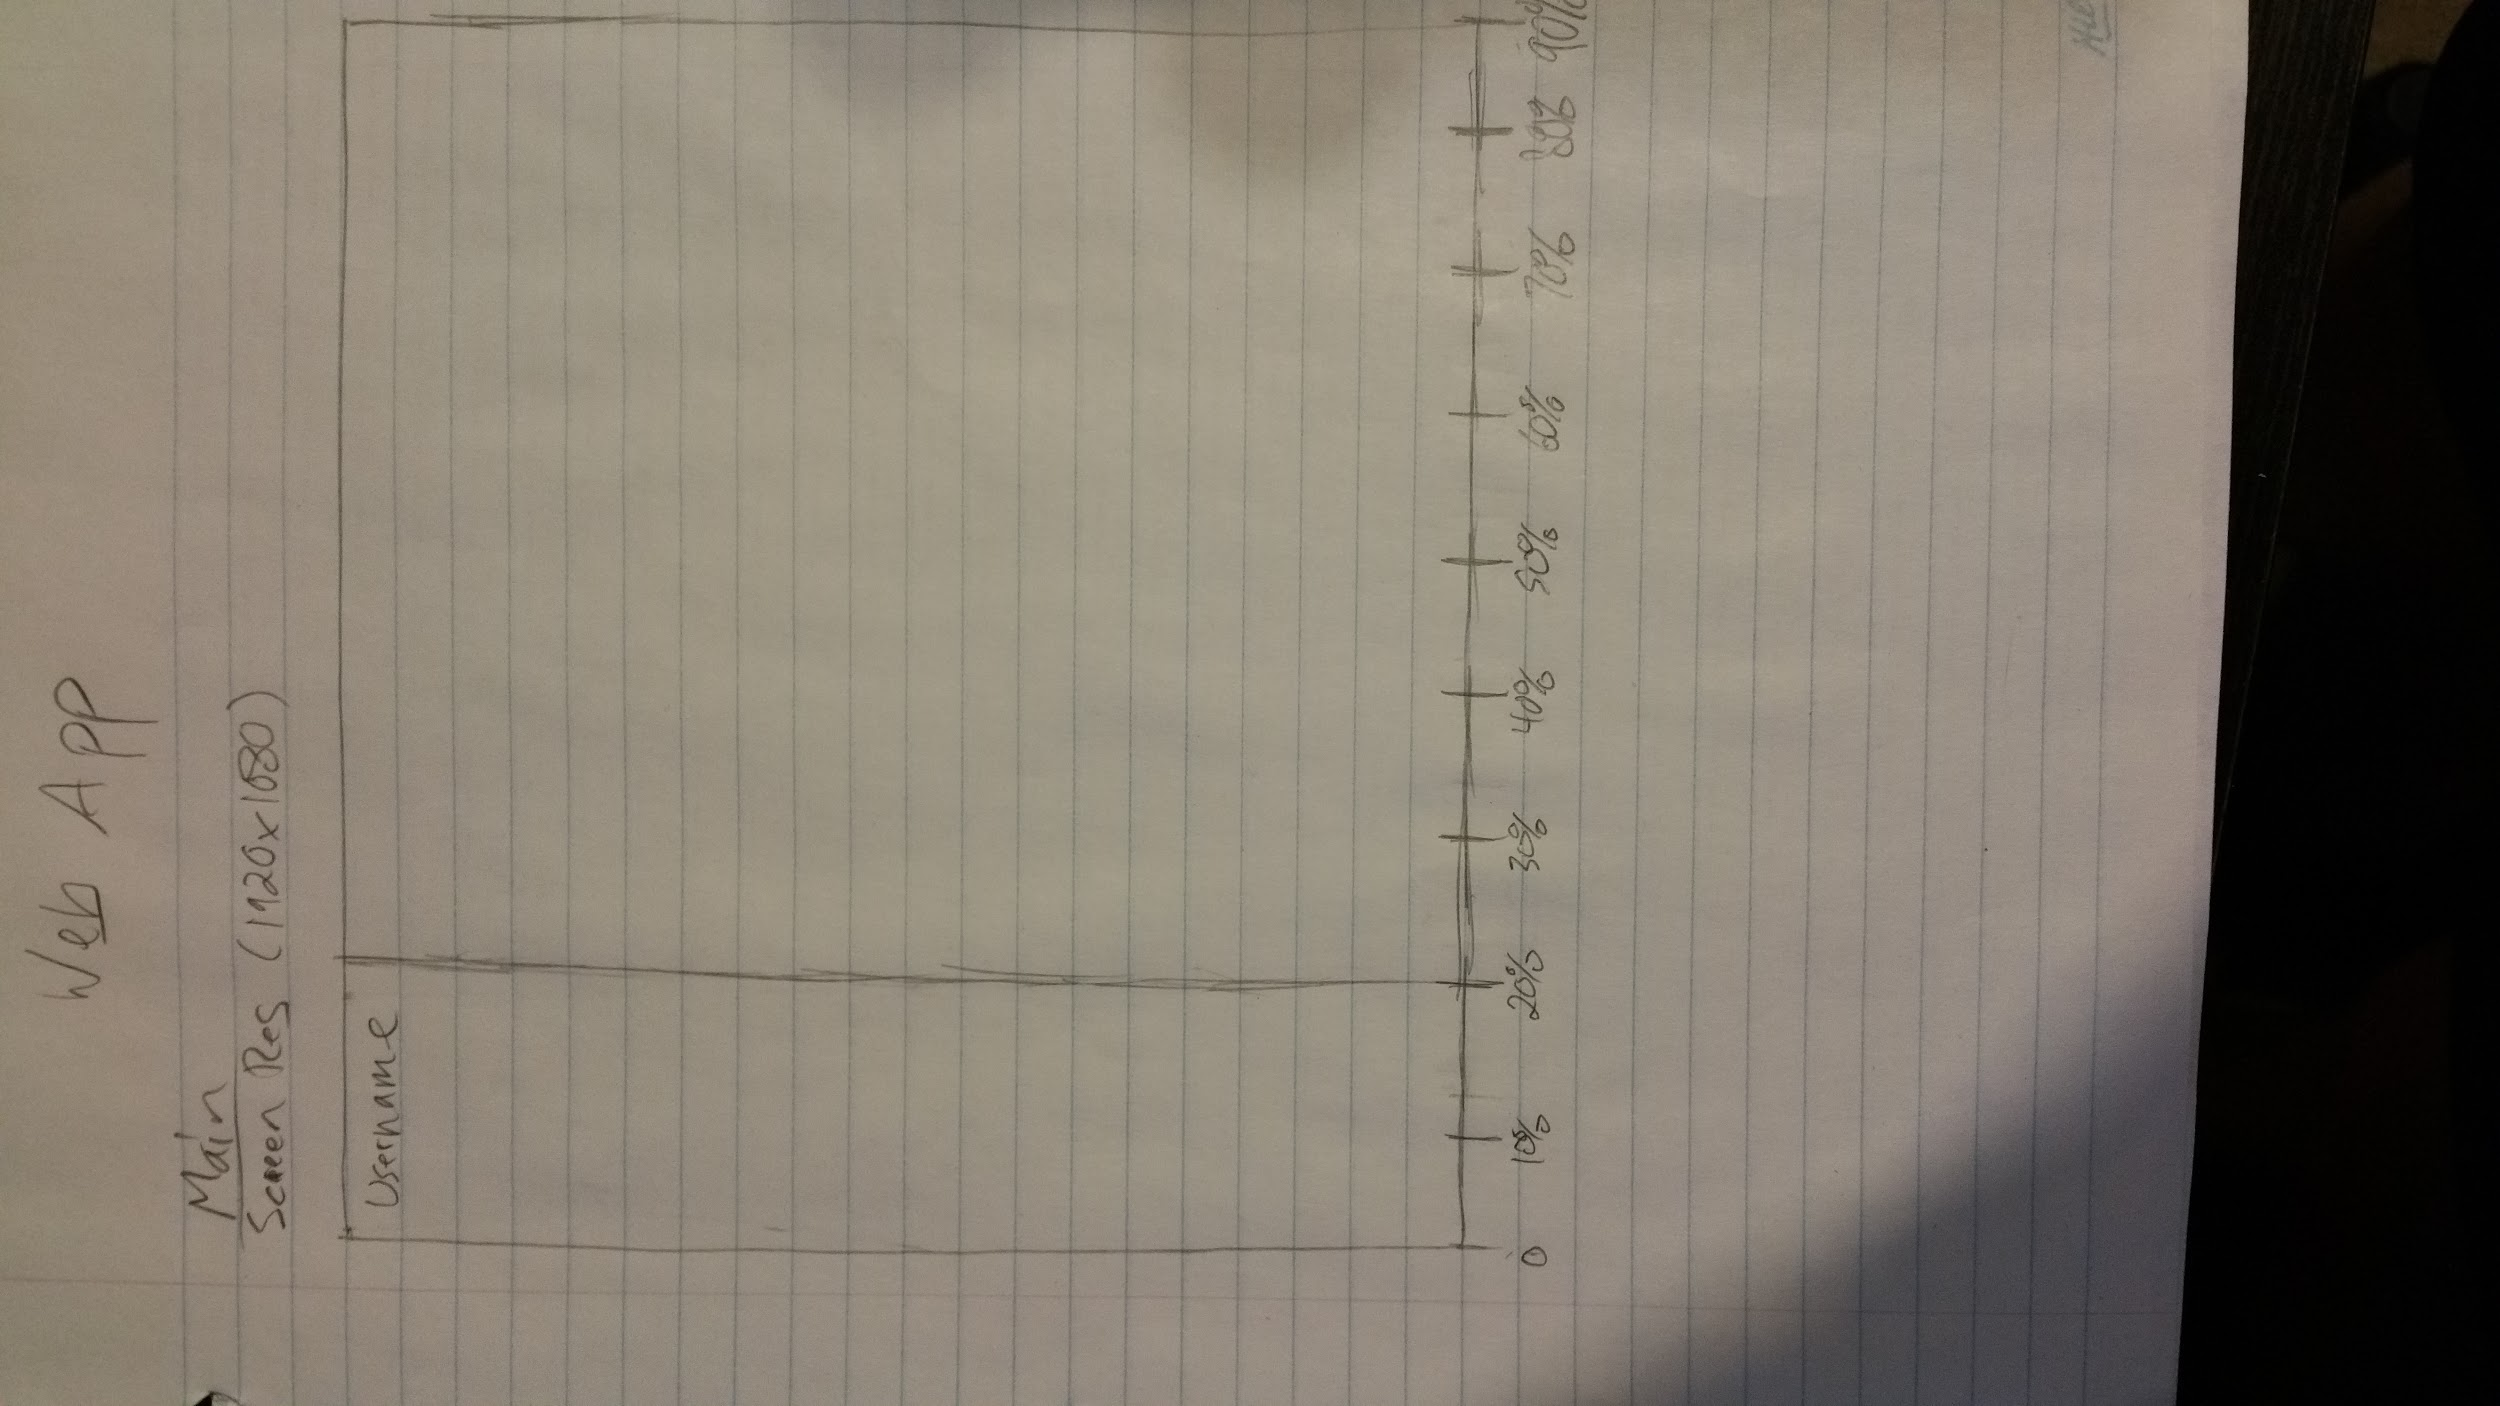 Web App
Main
Screen Res (1920x1080)
Username
0 10% 20% 30% 40% 50% 60% 70% 80% 90%